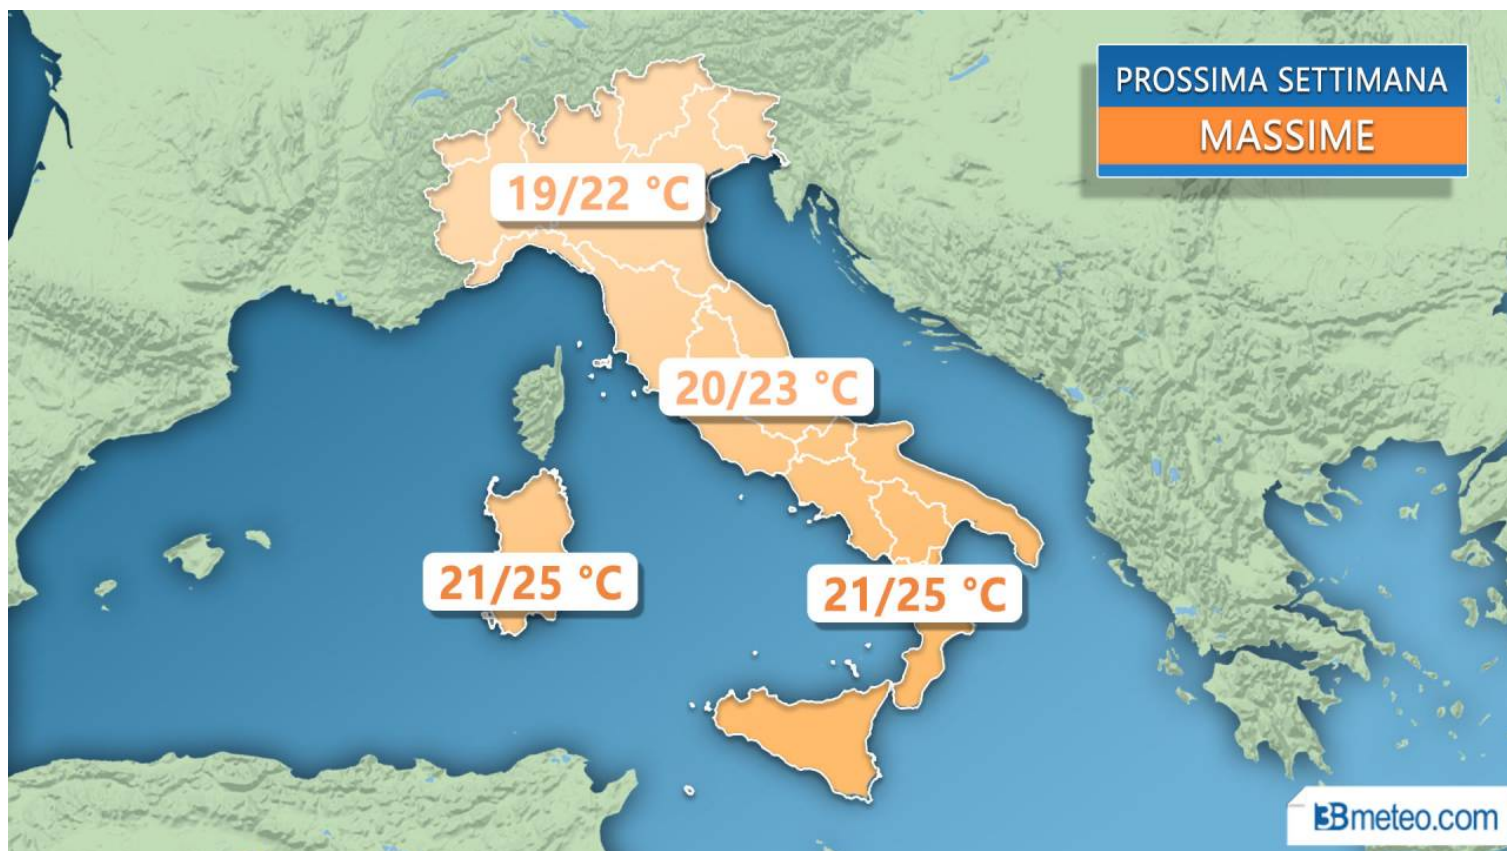 PROSSIMA SETTIMANA
MASSIME
19/22 °C
20/23 °C
21/25 °C
21/25 °C
3Bmeteo.com